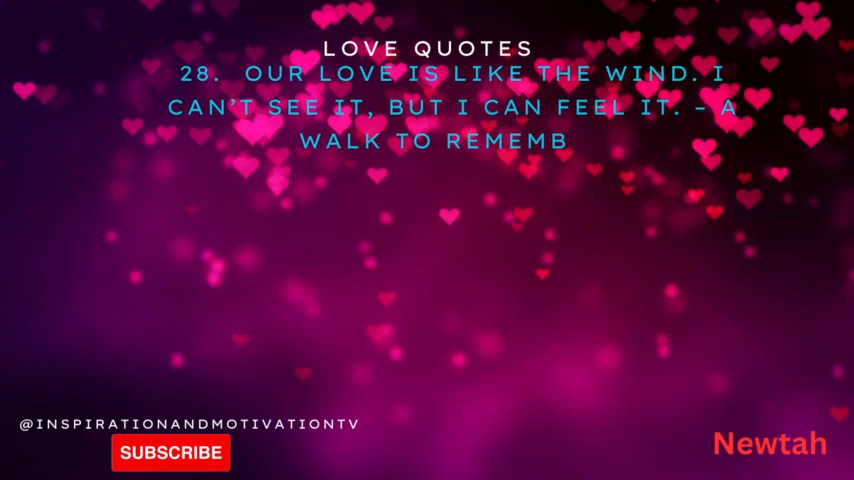 LOVE QUOTES
28. OUR LOVE IS LIKE THE WIND. I
CAN’T SEE IT, BUT I CAN FEEL IT. – A
WALK TO REMEMB
@INSPIRATIONANDMOTIVATIONTV
SUBSCRIBE
Newtah